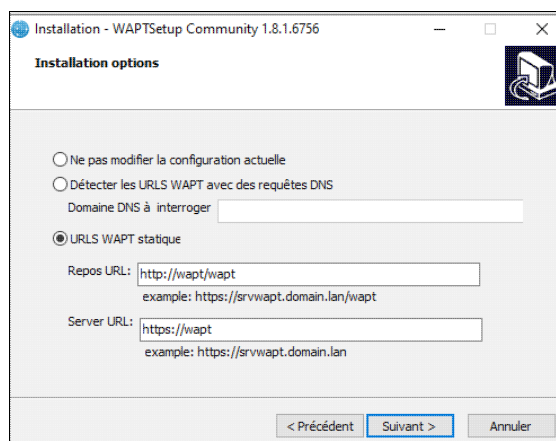 Installation - WAPTSetup Community 1.8.1.6756
Installation options
Ne pas modifier la configuration actuelle
Détecter les URLS WAPT avec des requêtes DNS
Domaine DNS à interroger
URLS WAPT statique
Repos URL: http://wapt/wapt
example: https://srvwapt.domain.lan/wapt
Server URL: https://wapt
example: https://srvwapt.domain.lan
< Précédent Suivant > Annuler